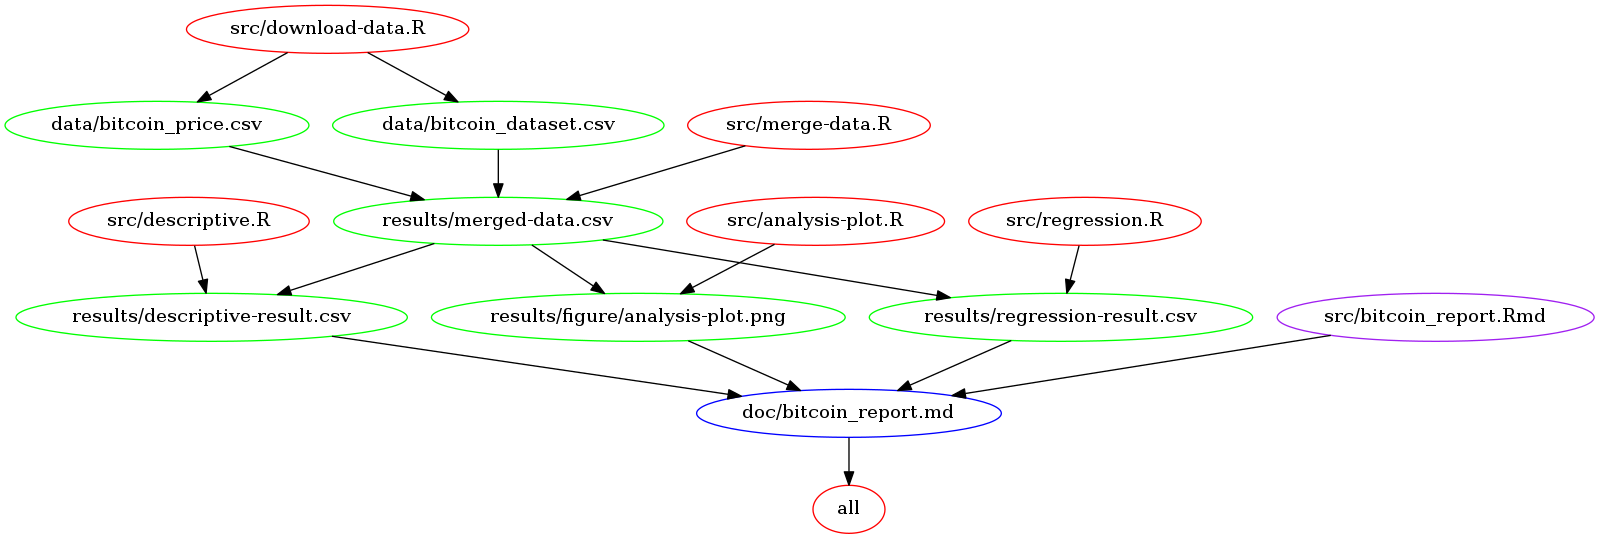 src/download-data.R
data/bitcoin_price.csv
data/bitcoin_dataset.csv
src/merge-data.R
src/descriptive.R
results/merged-data.csv
src/analysis-plot.R
src/regression.R
results/descriptive-result.csv
results/figure/analysis-plot.png
results/regression-result.csv
src/bitcoin_report.Rmd
doc/bitcoin_report.md
all